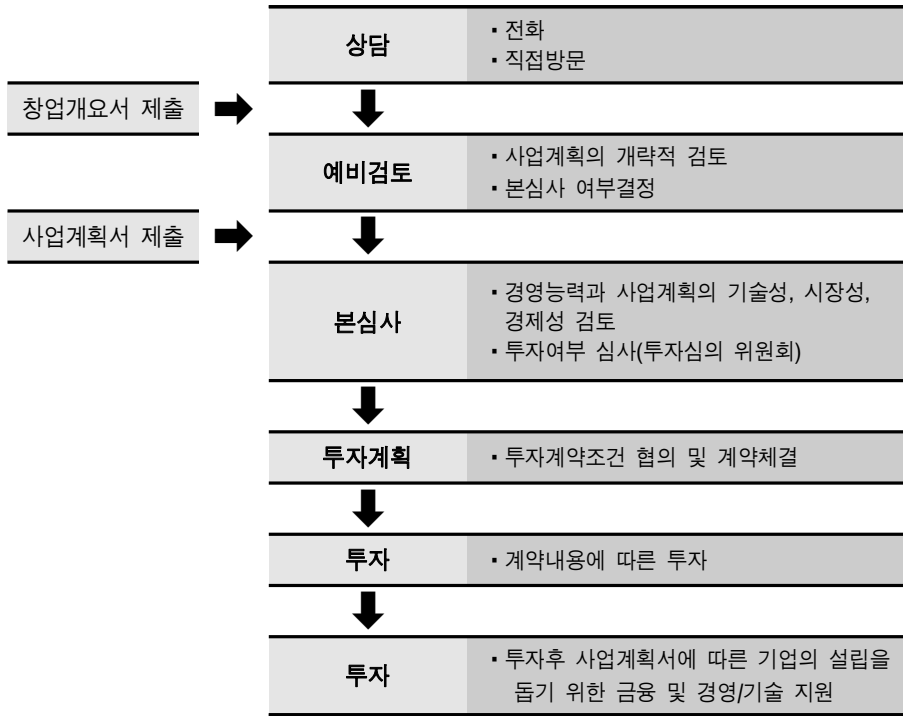 상담
▪ 전화
▪ 직접방문
창업개요서 제출
예비검토
▪ 사업계획의 개략적 검토
▪ 본심사 여부결정
사업계획서 제출
본심사
▪ 경영능력과 사업계획의 기술성, 시장성,
경제성 검토
▪ 투자여부 심사(투자심의 위원회)
투자계획
▪ 투자계약조건 협의 및 계약체결
투자
▪ 계약내용에 따른 투자
투자
▪ 투자후 사업계획서에 따른 기업의 설립을
돕기 위한 금융 및 경영/기술 지원